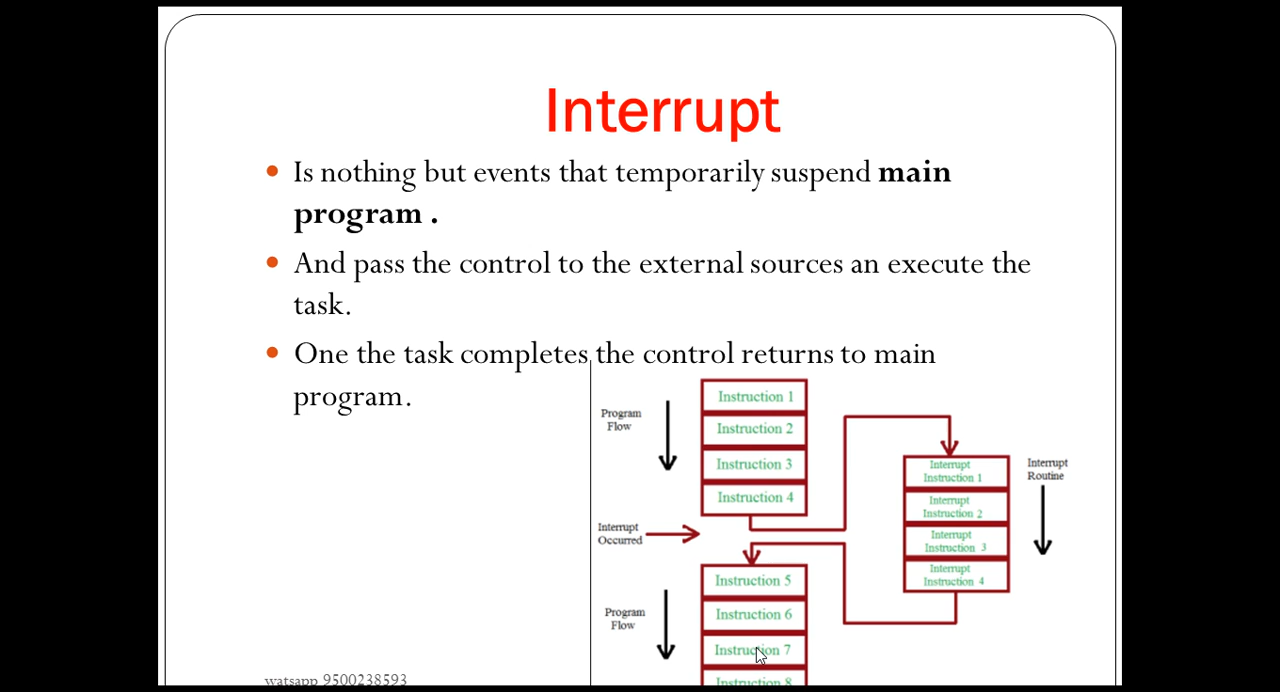 Interrupt
Is nothing but events that temporarily suspend main
program .
And pass the control to the external sources an execute the
task.
One the task completes the control returns to main
program.
Program
Flow
Instruction 1
Instruction 2
Instruction 3
Instruction 4
Interrupt
Occurred
Interrupt
Instruction 1
Interrupt
Instruction 2
Interrupt
Instruction 3
Interrupt
Instruction 4
Interrupt
Routine
Program
Flow
Instruction 5
Instruction 6
Instruction 7
Instruction 8
watsapp 9500238593